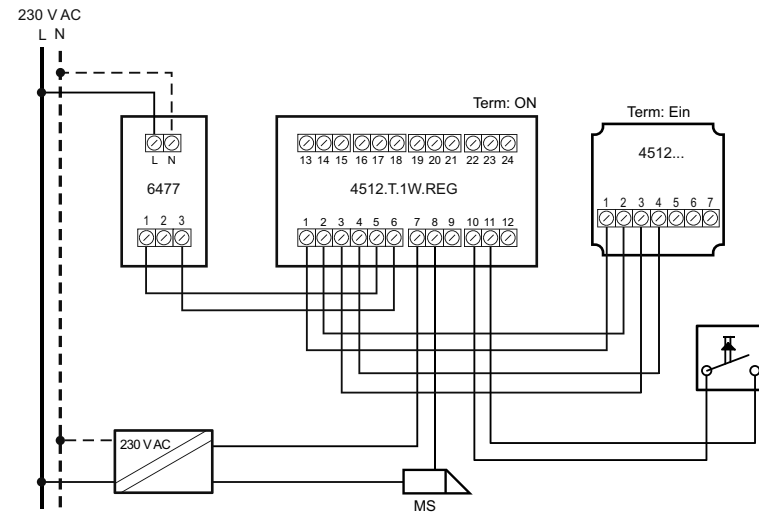 230 V AC
L N
Term: ON
Term: Ein
L N
13 14 15 16 17 18 19 20 21 22 23 24
4512...
6477
4512.T.1W.REG
1 2 3
1 2 3 4 5 6 7 8 9 10 11 12
1 2 3 4 5 6 7
230 V AC
MS